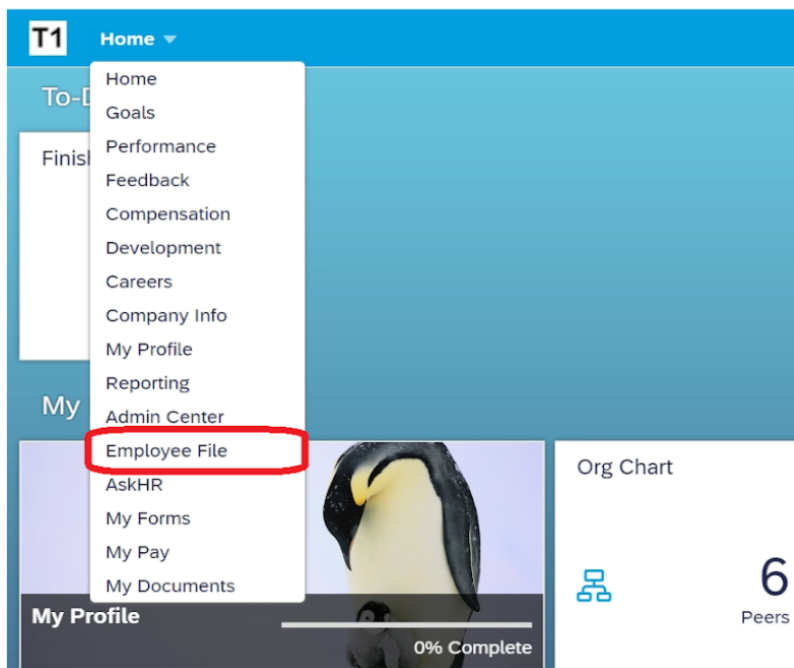 T1 Home
Home
To-D
Goals
Performance
Finish
Feedback
Compensation
Development
Careers
Company Info
My Profile
Reporting
My
Admin Center
Employee File
Org Chart
AskHR
My Forms
My Pay
6
My Documents
My Profile
Peers
0% Complete